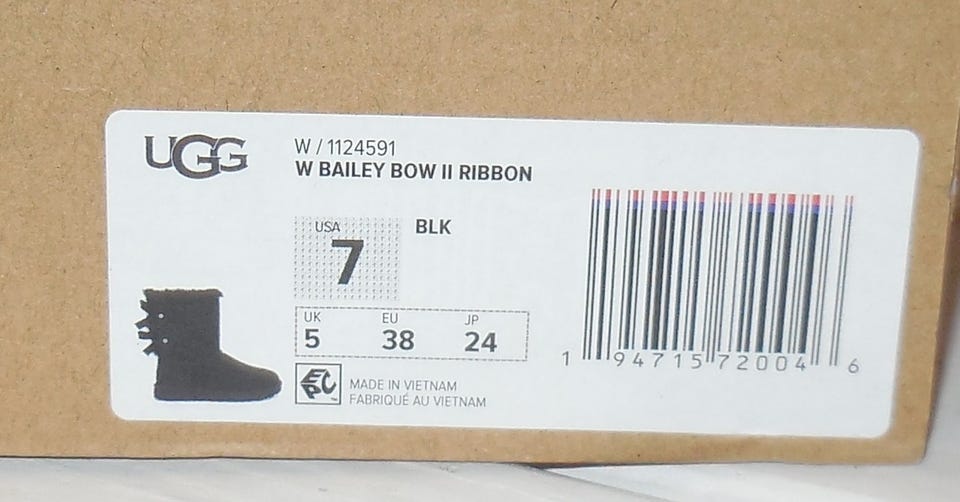 UGG
W / 1124591
W BAILEY BOW II RIBBON
USA
7
BLK
UK EU JP
5 38 24
EPC
MADE IN VIETNAM
FABRIQUÉ AU VIETNAM
1 94715 72004 6